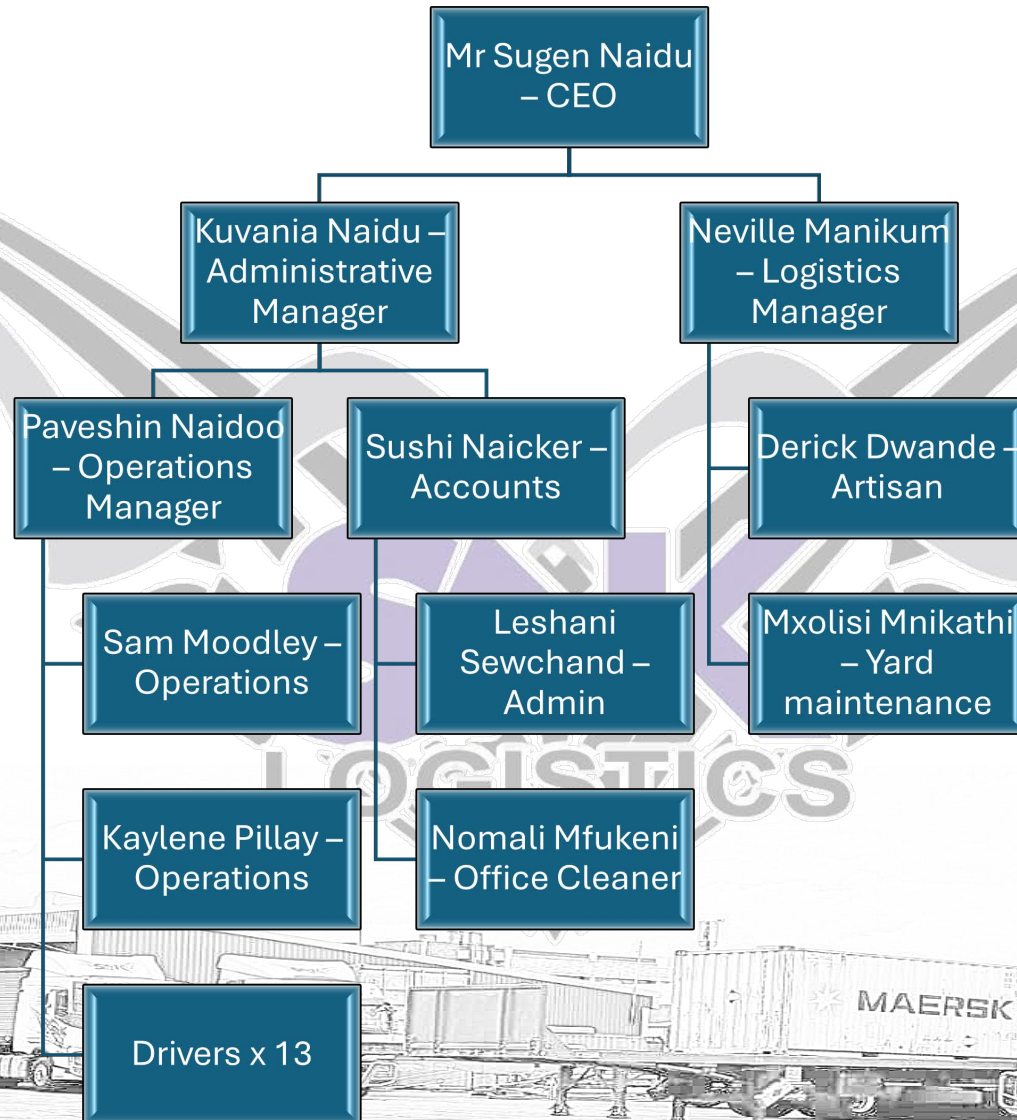 Mr Sugen Naidu
– CEO
Kuvania Naidu –
Administrative
Manager
Neville Manikum
– Logistics
Manager
Paveshin Naidoo
– Operations
Manager
Sushi Naicker –
Accounts
Derick Dwande –
Artisan
Sam Moodley –
Operations
Leshani
Sewchand –
Admin
Mxolisi Mnikathi
– Yard
maintenance
Kaylene Pillay –
Operations
Nomali Mfukeni
– Office Cleaner
Drivers x 13
SNK
LOGISTICS
MAERSK